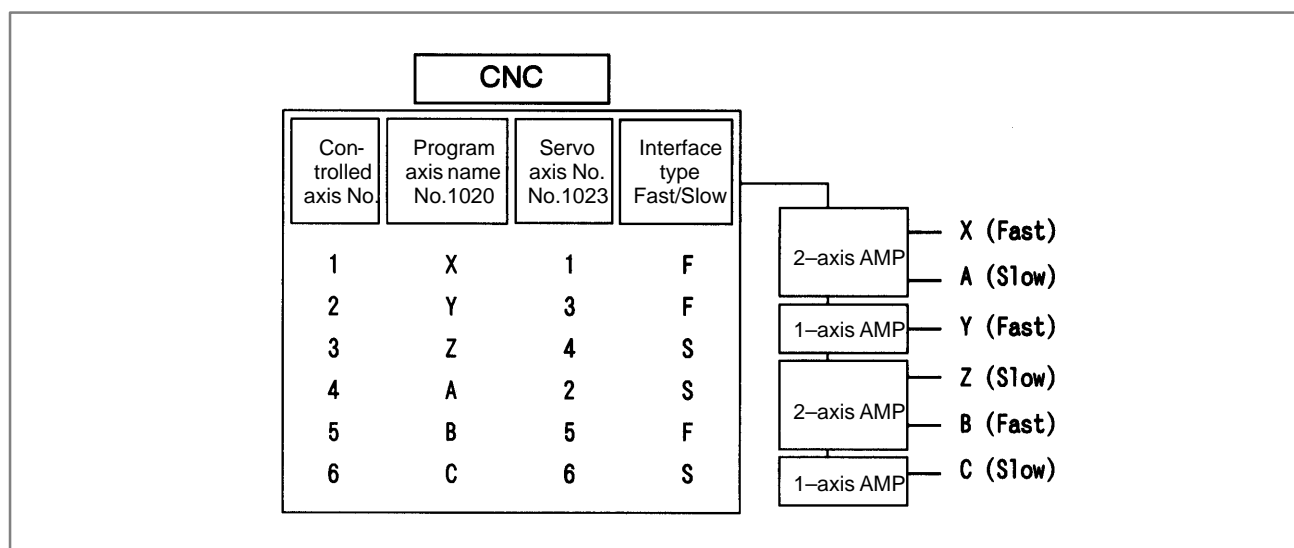 CNC
Con-
trolled
axis No.
Program
axis name
No.1020
Servo
axis No.
No.1023
Interface
type
Fast/Slow
1 X 1 F
2 Y 3 F
3 Z 4 S
4 A 2 S
5 B 5 F
6 C 6 S
2–axis AMP
X (Fast)
A (Slow)
1–axis AMP
Y (Fast)
2–axis AMP
Z (Slow)
B (Fast)
1–axis AMP
C (Slow)